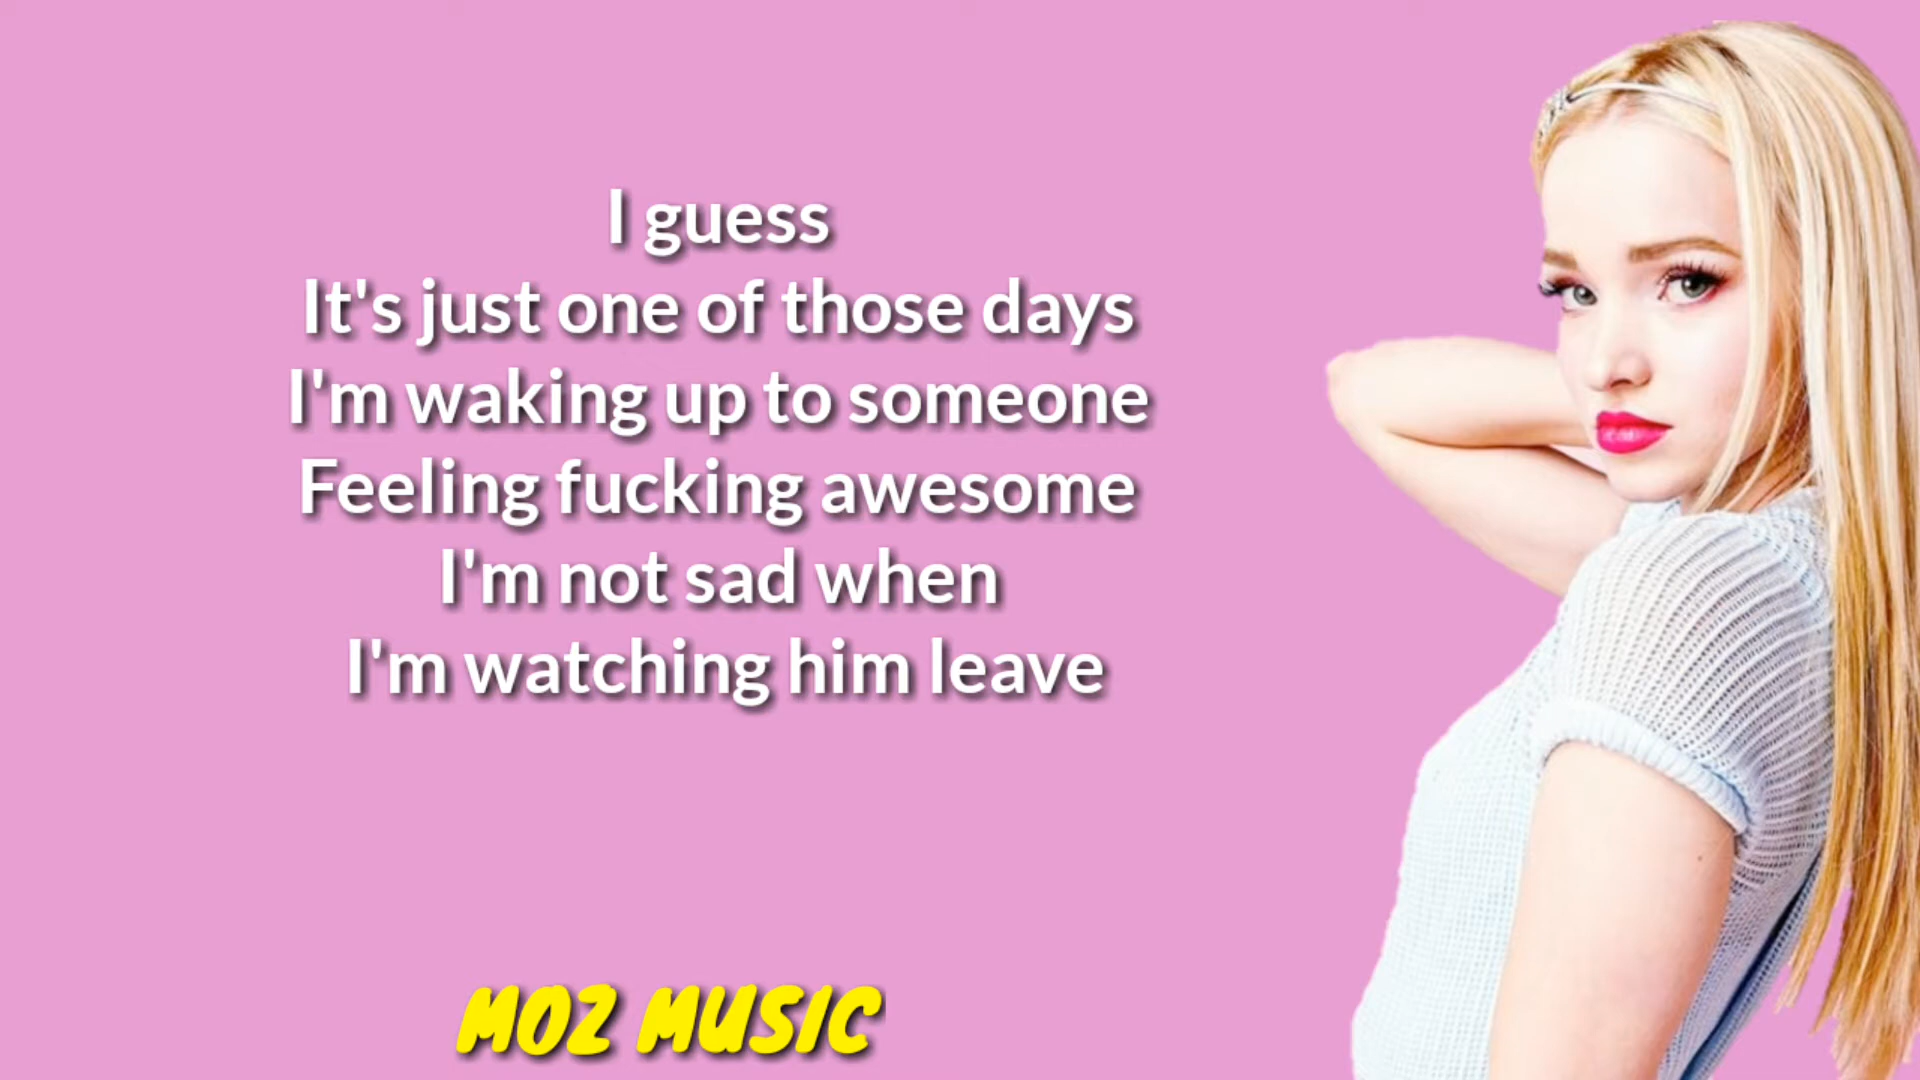 I guess
It's just one of those days
I'm waking up to someone
Feeling fucking awesome
I'm not sad when
I'm watching him leave
MOZ MUSIC